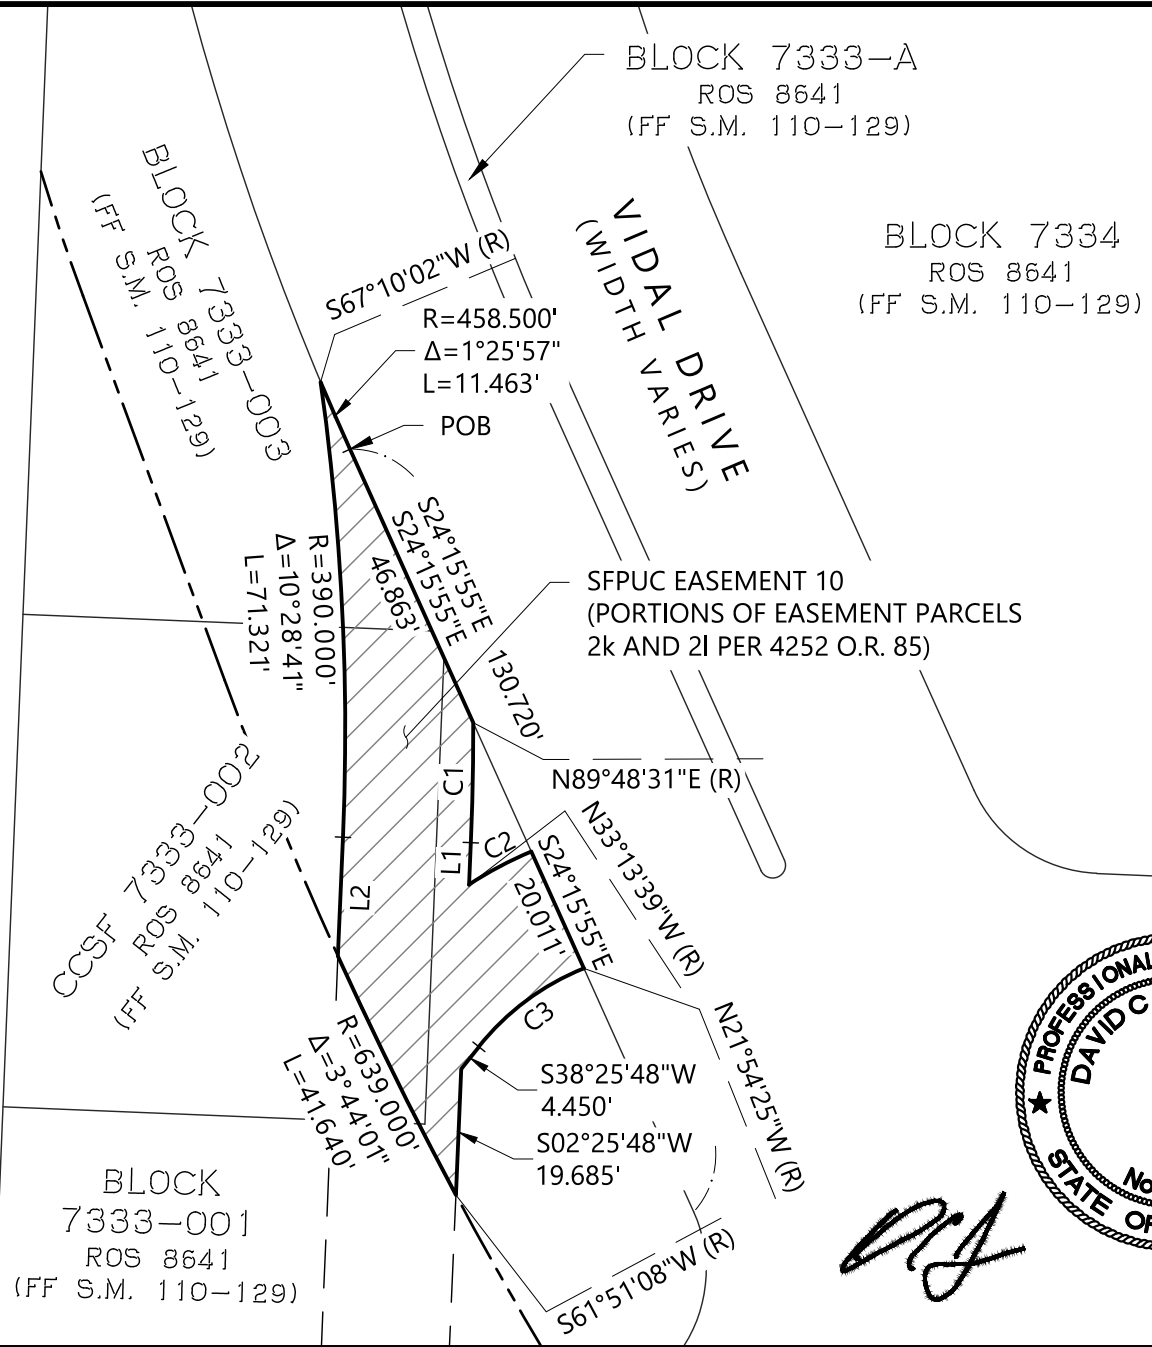 BLOCK 7333-A
ROS 8641
(FF S.M. 110-129)
BLOCK 7333-003
ROS 8641
(FF S.M. 110-129)
VIDAL DRIVE
(WIDTH VARIES)
BLOCK 7334
ROS 8641
(FF S.M. 110-129)
S67°10'02"W (R)
R=458.500'
Δ=1°25'57"
L=11.463'
POB
S24°15'55"E 130.720'
S24°15'55"E
46.863'
R=390.000'
Δ=10°28'41"
L=71.321'
SFPUC EASEMENT 10
(PORTIONS OF EASEMENT PARCELS
2k AND 2l PER 4252 O.R. 85)
N89°48'31"E (R)
C1
L1
C2
L2
S24°15'55"E
20.011'
N33°13'39"W (R)
CCSF 7333-002
ROS 8641
(FF S.M. 110-129)
C3
N21°54'25"W (R)
R=639.000'
Δ=3°44'01"
L=41.640'
S38°25'48"W
4.450'
S02°25'48"W
19.685'
S61°51'08"W (R)
BLOCK
7333-001
ROS 8641
(FF S.M. 110-129)
PROFESSIONAL
DAVID C
No
STATE OF